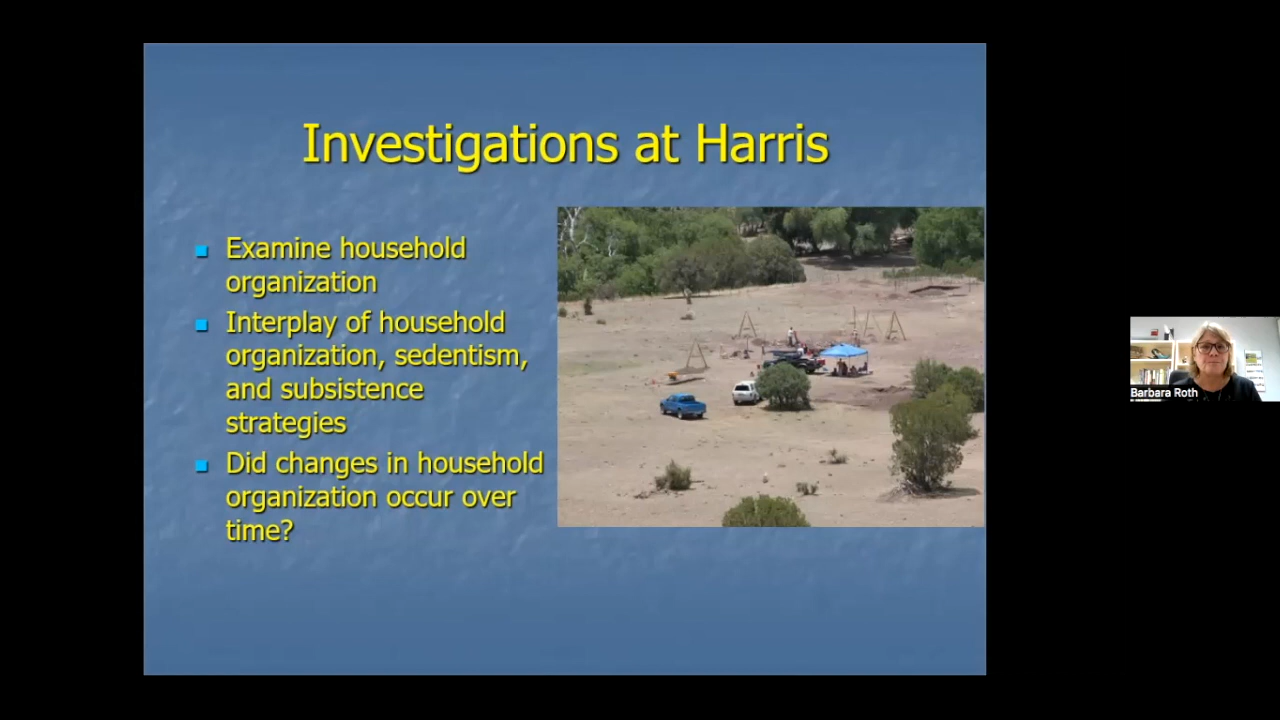 Investigations at Harris
Examine household
organization
Interplay of household
organization, sedentism,
and subsistence
strategies
Did changes in household
organization occur over
time?
Barbara Roth